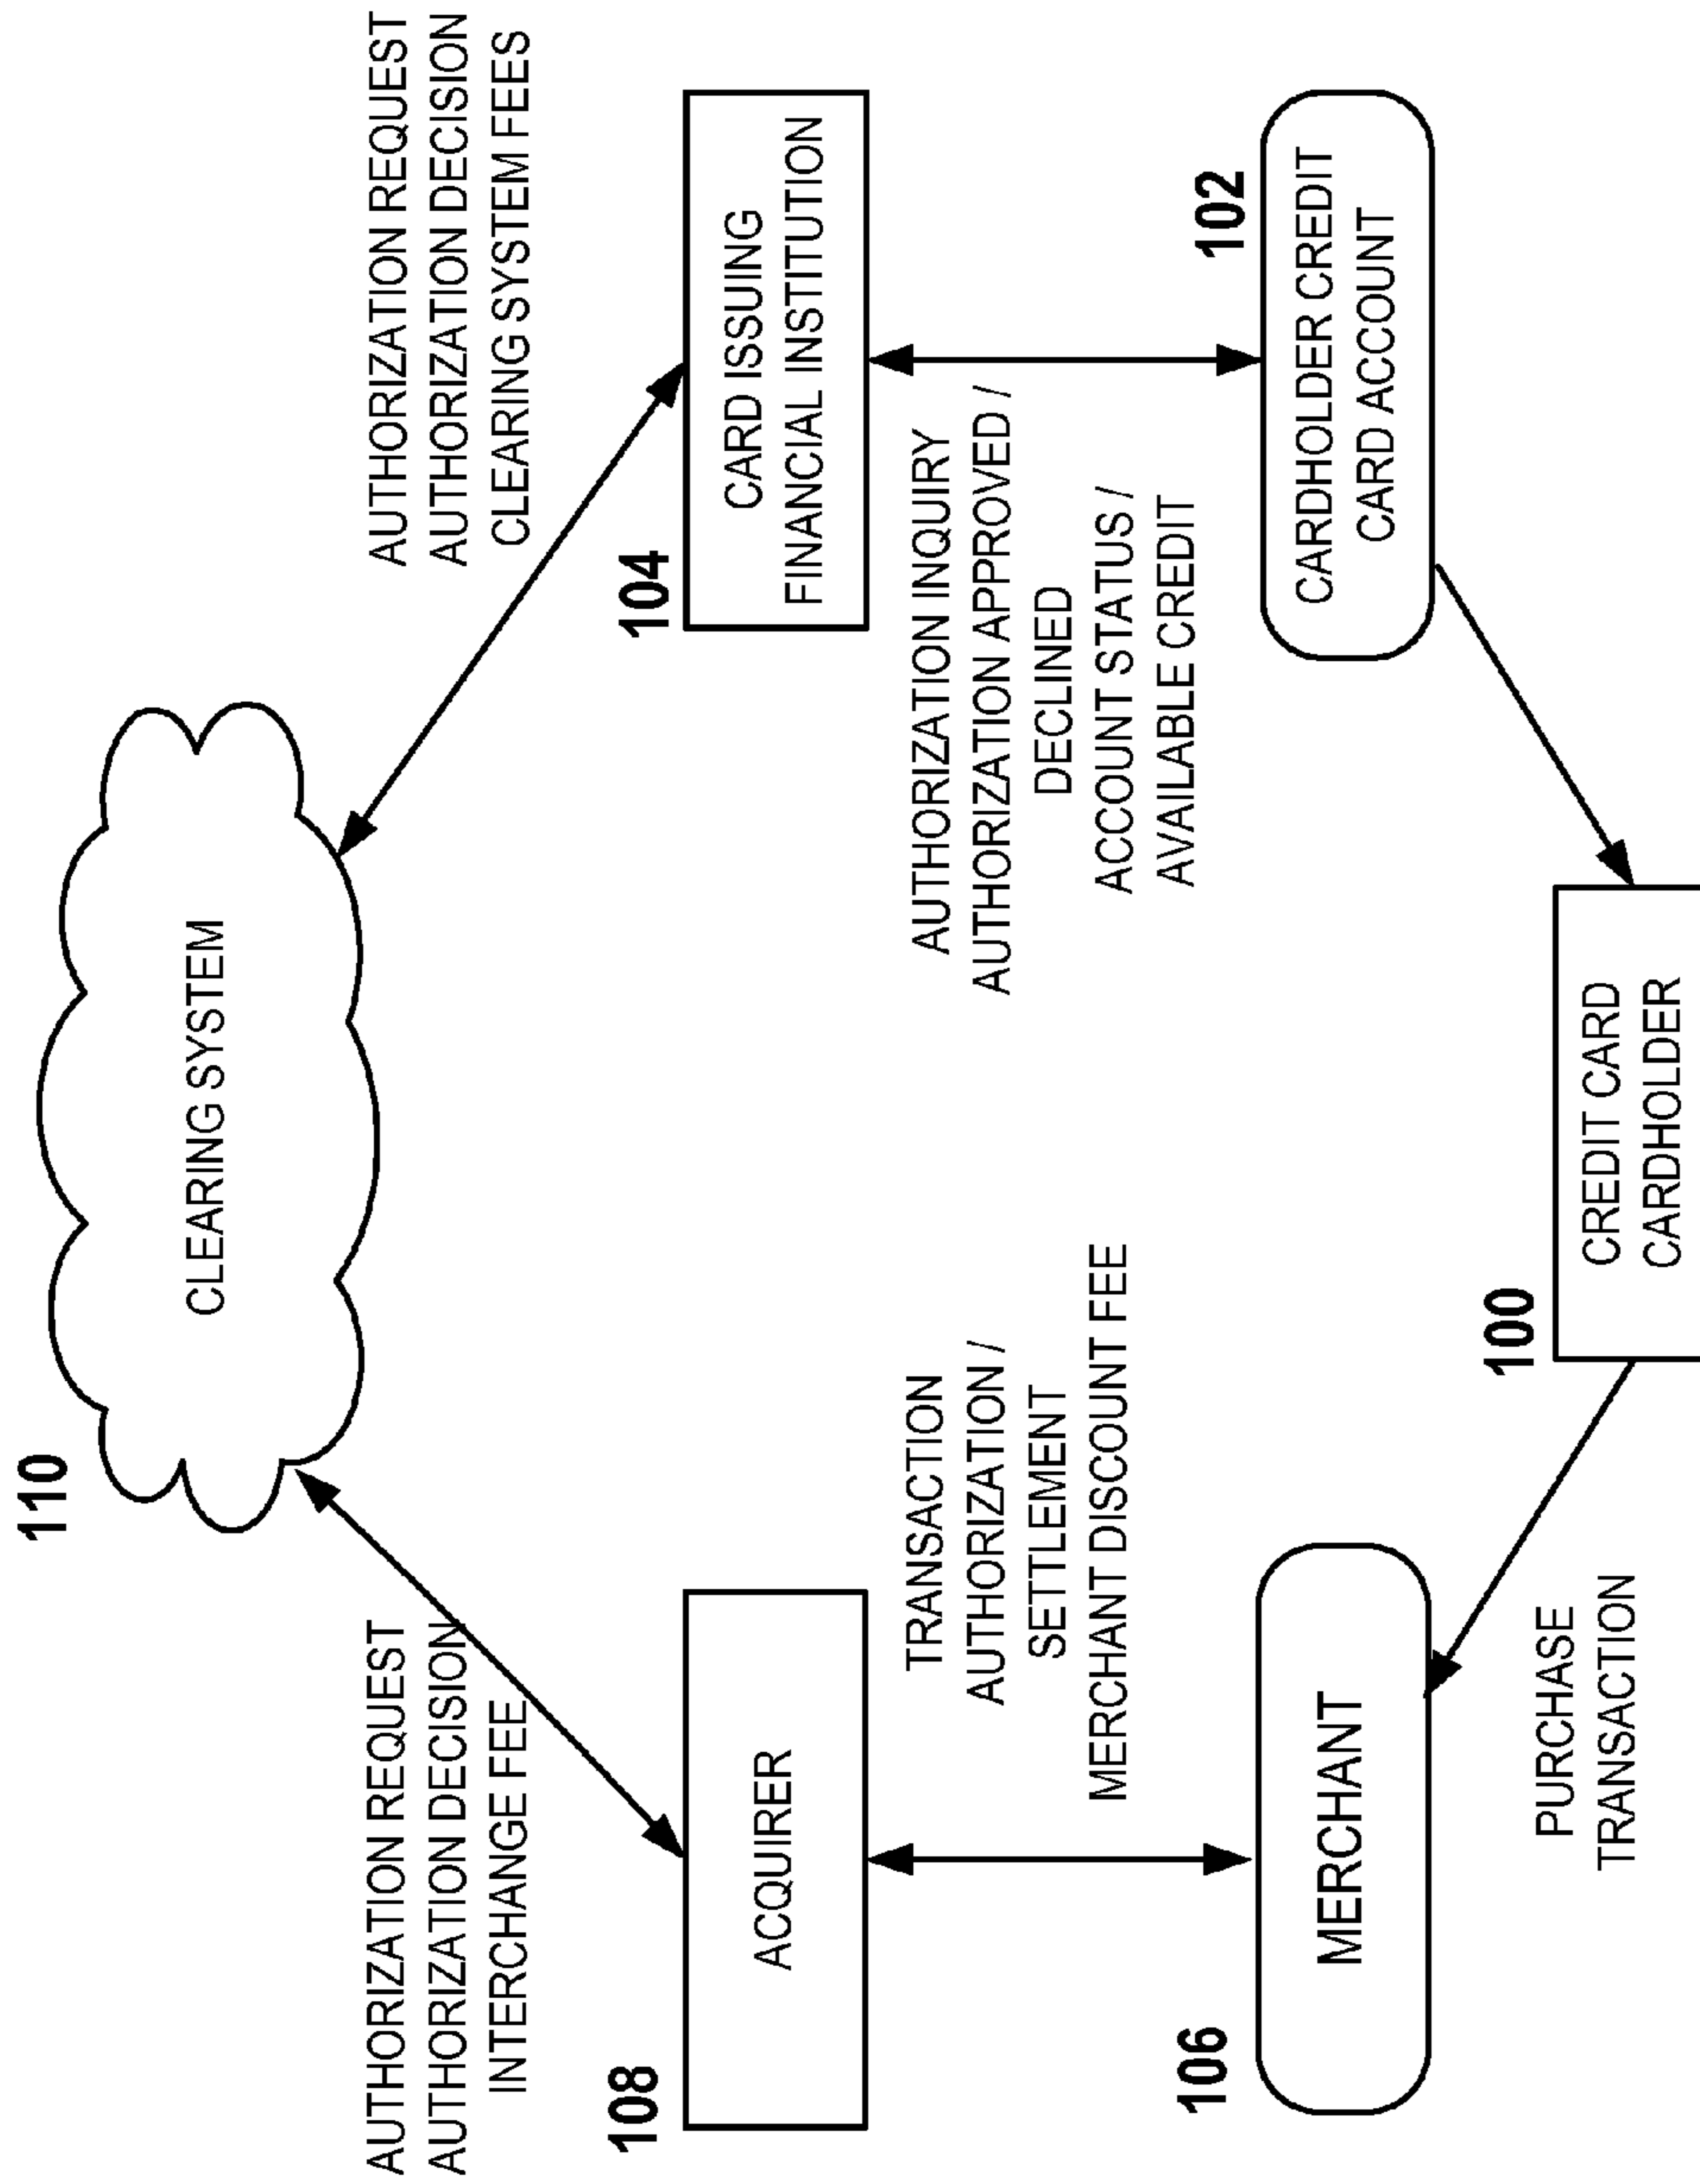 110
CLEARING SYSTEM
AUTHORIZATION REQUEST
AUTHORIZATION DECISION
INTERCHANGE FEE
AUTHORIZATION REQUEST
AUTHORIZATION DECISION
CLEARING SYSTEM FEES
108
ACQUIRER
104
CARD ISSUING
FINANCIAL INSTITUTION
TRANSACTION
AUTHORIZATION /
SETTLEMENT
MERCHANT DISCOUNT FEE
AUTHORIZATION INQUIRY
AUTHORIZATION APPROVED /
DECLINED
ACCOUNT STATUS /
AVAILABLE CREDIT
106
MERCHANT
102
CARDHOLDER CREDIT
CARD ACCOUNT
PURCHASE
TRANSACTION
100
CREDIT CARD
CARDHOLDER